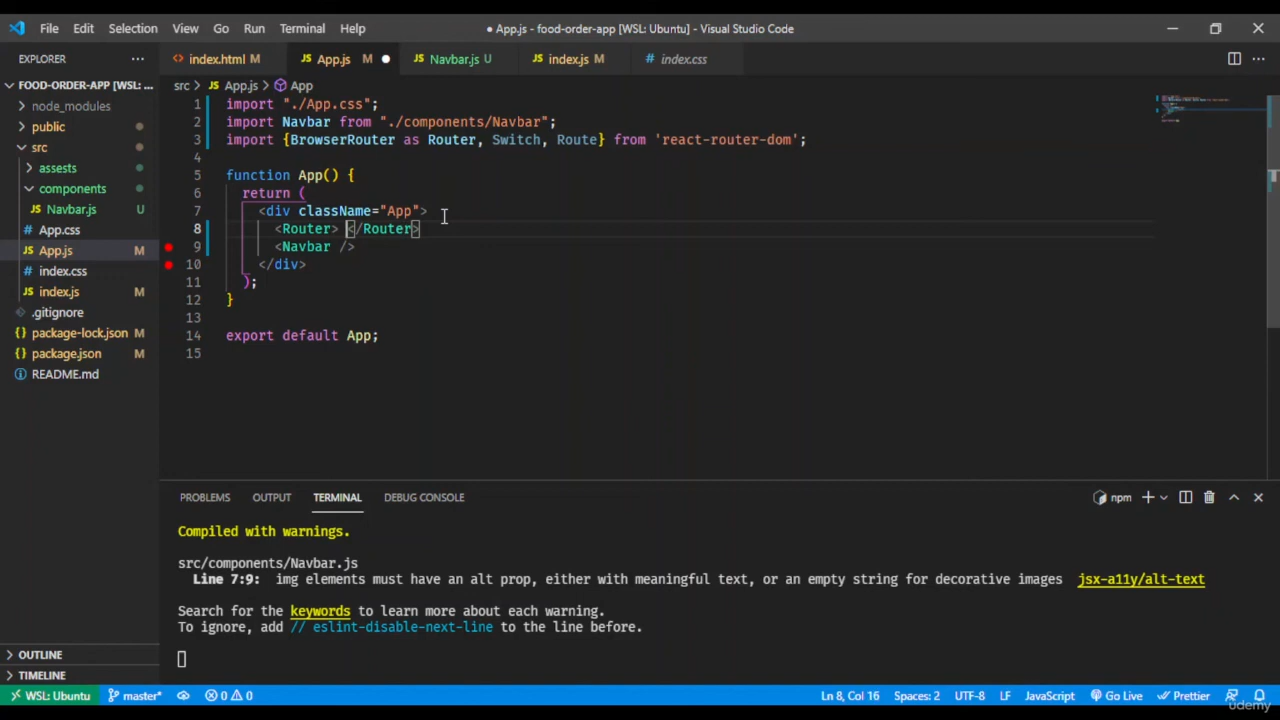 File Edit Selection View Go Run Terminal Help ● App.js - food-order-app [WSL: Ubuntu] - Visual Studio Code
EXPLORER ... <> index.html M JS App.js M ● JS Navbar.js U JS index.js M # index.css ...
FOOD-ORDER-APP [WSL: ...
node_modules
public
src
assests
components
JS Navbar.js U
# App.css
JS App.js M
# index.css
JS index.js M
.gitignore
{} package-lock.json M
{} package.json M
README.md
OUTLINE
TIMELINE
src > JS App.js > App
1 import "./App.css";
2 import Navbar from "./components/Navbar";
3 import {BrowserRouter as Router, Switch, Route} from 'react-router-dom';
4
5 function App() {
6 return (
7 <div className="App">
8 <Router> </Router>
9 <Navbar />
10 </div>
11 );
12 }
13
14 export default App;
15
PROBLEMS OUTPUT TERMINAL DEBUG CONSOLE npm
Compiled with warnings.
src/components/Navbar.js
Line 7:9: img elements must have an alt prop, either with meaningful text, or an empty string for decorative images jsx-a11y/alt-text
Search for the keywords to learn more about each warning.
To ignore, add // eslint-disable-next-line to the line before.
WSL: Ubuntu master* 0 0 Ln 8, Col 16 Spaces: 2 UTF-8 LF JavaScript Go Live Prettier
udemy